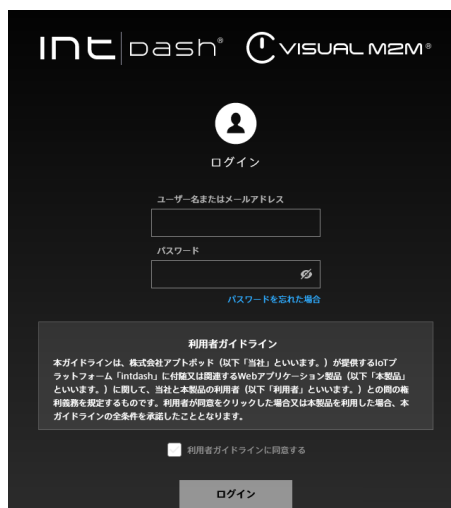 intDash® VISUAL M2M®
ログイン
ユーザー名またはメールアドレス
パスワード
パスワードを忘れた場合
利用者ガイドライン
本ガイドラインは、株式会社アプトポッド（以下「当社」といいます。）が提供するIoTプ
ラットフォーム「intdash」に付随又は関連するWebアプリケーション製品（以下「本製品」
といいます。）に関して、当社と本製品の利用者（以下「利用者」といいます。）との間の権
利義務を規定するものです。利用者が同意をクリックした場合又は本製品を利用した場合、本
ガイドラインの全条件を承諾したこととなります。
利用者ガイドラインに同意する
ログイン